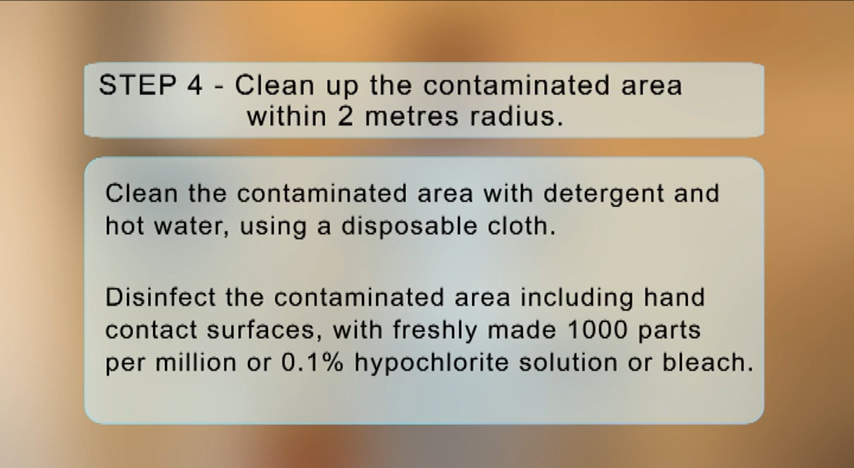 STEP 4 - Clean up the contaminated area
within 2 metres radius.
Clean the contaminated area with detergent and
hot water, using a disposable cloth.
Disinfect the contaminated area including hand
contact surfaces, with freshly made 1000 parts
per million or 0.1% hypochlorite solution or bleach.